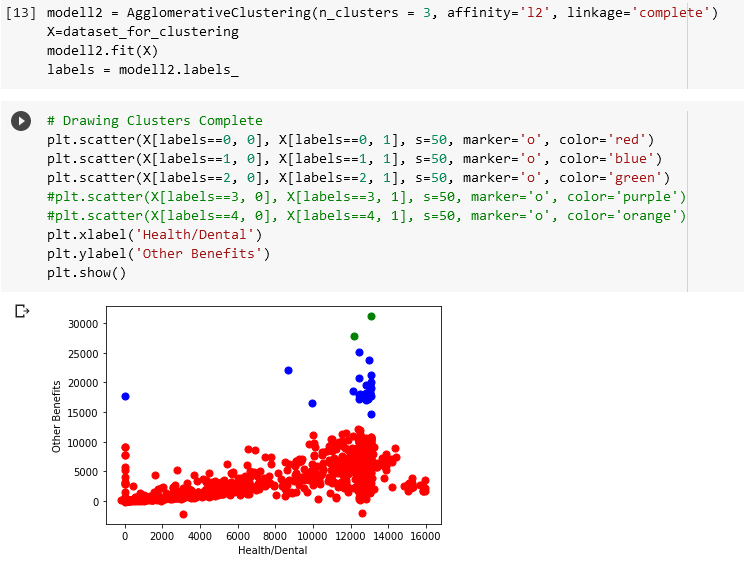 [13] modell2 = AgglomerativeClustering(n_clusters = 3, affinity='l2', linkage='complete')
X=dataset_for_clustering
modell2.fit(X)
labels = modell2.labels_
# Drawing Clusters Complete
plt.scatter(X[labels==0, 0], X[labels==0, 1], s=50, marker='o', color='red')
plt.scatter(X[labels==1, 0], X[labels==1, 1], s=50, marker='o', color='blue')
plt.scatter(X[labels==2, 0], X[labels==2, 1], s=50, marker='o', color='green')
#plt.scatter(X[labels==3, 0], X[labels==3, 1], s=50, marker='o', color='purple')
#plt.scatter(X[labels==4, 0], X[labels==4, 1], s=50, marker='o', color='orange')
plt.xlabel('Health/Dental')
plt.ylabel('Other Benefits')
plt.show()
30000
25000
20000
15000
10000
5000
0
Other Benefits
0 2000 4000 6000 8000 10000 12000 14000 16000
Health/Dental